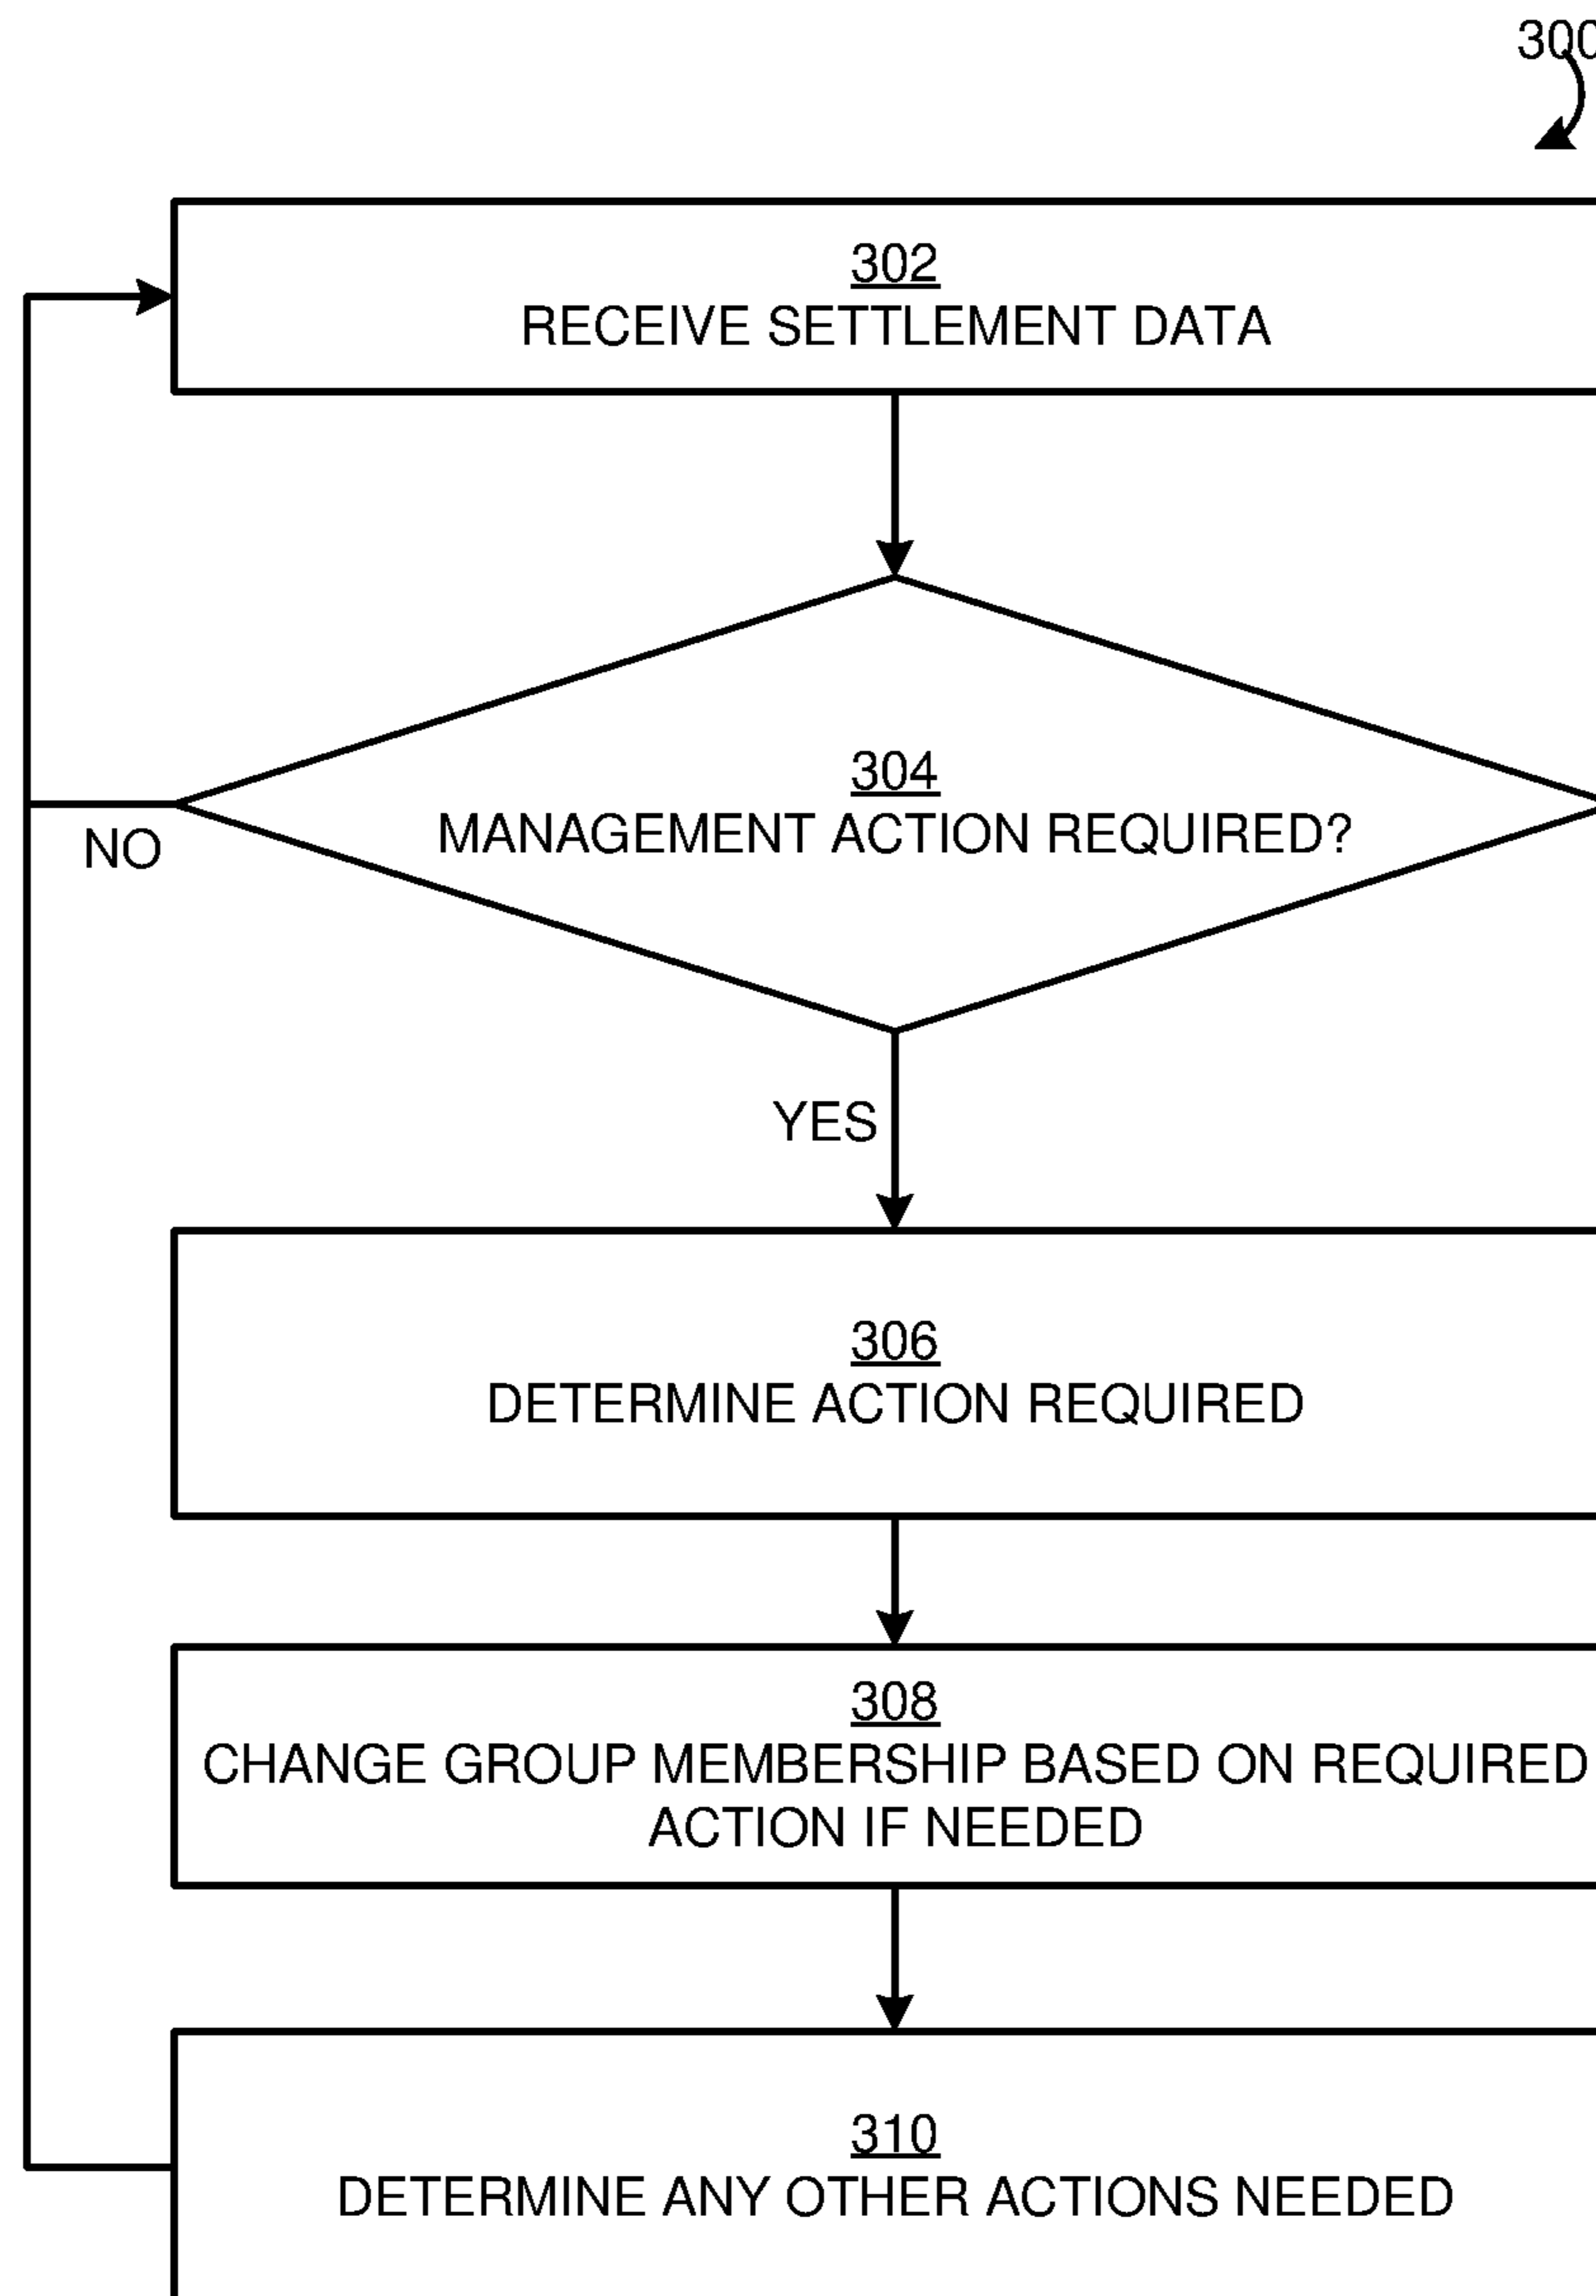 300
302
RECEIVE SETTLEMENT DATA
304
MANAGEMENT ACTION REQUIRED?
NO
YES
306
DETERMINE ACTION REQUIRED
308
CHANGE GROUP MEMBERSHIP BASED ON REQUIRED
ACTION IF NEEDED
310
DETERMINE ANY OTHER ACTIONS NEEDED